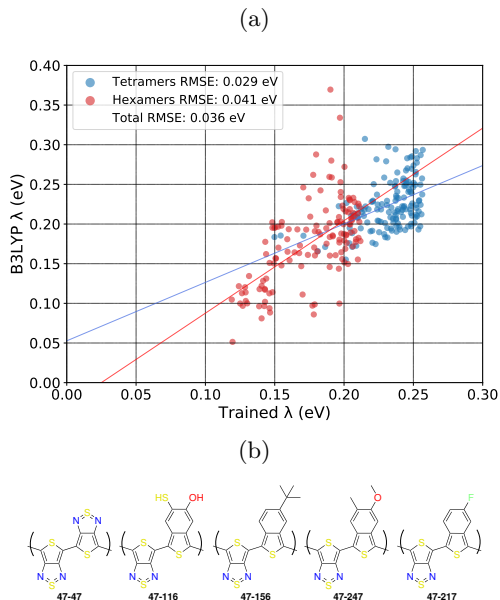 (a)
0.40
0.35
0.30
0.25
0.20
0.15
0.10
0.05
0.00
B3LYP λ (eV)
Tetramers RMSE: 0.029 eV
Hexamers RMSE: 0.041 eV
Total RMSE: 0.036 eV
0.00 0.05 0.10 0.15 0.20 0.25 0.30
Trained λ (eV)
(b)
HS OH O F
N S N S S S S S
S S S S S
N S N N S N N S N N S N N S N
47-47 47-116 47-156 47-247 47-217